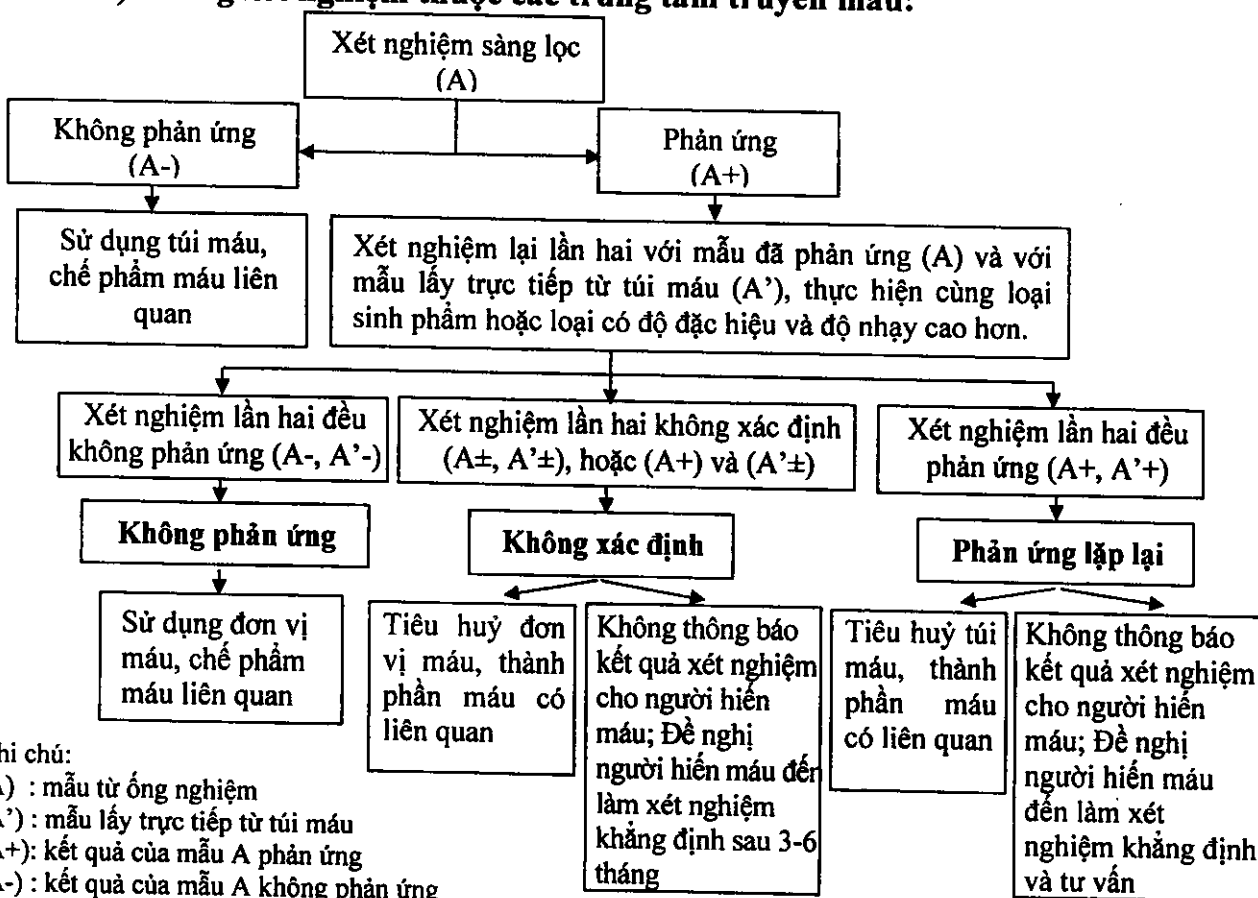 nghiệm thuộc các trung tâm truyền máu:
Xét nghiệm sàng lọc
(A)
Không phản ứng
(A-)
Phản ứng
(A+)
Sử dụng túi máu,
chế phẩm máu liên
quan
Xét nghiệm lại lần hai với mẫu đã phản ứng (A) và với
mẫu lấy trực tiếp từ túi máu (A’), thực hiện cùng loại
sinh phẩm hoặc loại có độ đặc hiệu và độ nhạy cao hơn.
Xét nghiệm lần hai đều
không phản ứng (A-, A’-)
Xét nghiệm lần hai không xác định
(A±, A’±), hoặc (A+) và (A’±)
Xét nghiệm lần hai đều
phản ứng (A+, A’+)
Không phản ứng
Không xác định
Phản ứng lặp lại
Sử dụng đơn vị
máu, chế phẩm
máu liên quan
Tiêu huỷ đơn
vị máu, thành
phần máu có
liên quan
Không thông báo
kết quả xét nghiệm
cho người hiến
máu; Đề nghị
người hiến máu đến
làm xét nghiệm
khẳng định sau 3-6
tháng
Tiêu huỷ túi
máu, thành
phần máu
có liên quan
Không thông báo
kết quả xét nghiệm
cho người hiến
máu; Đề nghị
người hiến máu
đến làm xét
nghiệm khẳng định
và tư vấn
hi chú:
) : mẫu từ ống nghiệm
’) : mẫu lấy trực tiếp từ túi máu
+): kết quả của mẫu A phản ứng
-) : kết quả của mẫu A không phản ứng